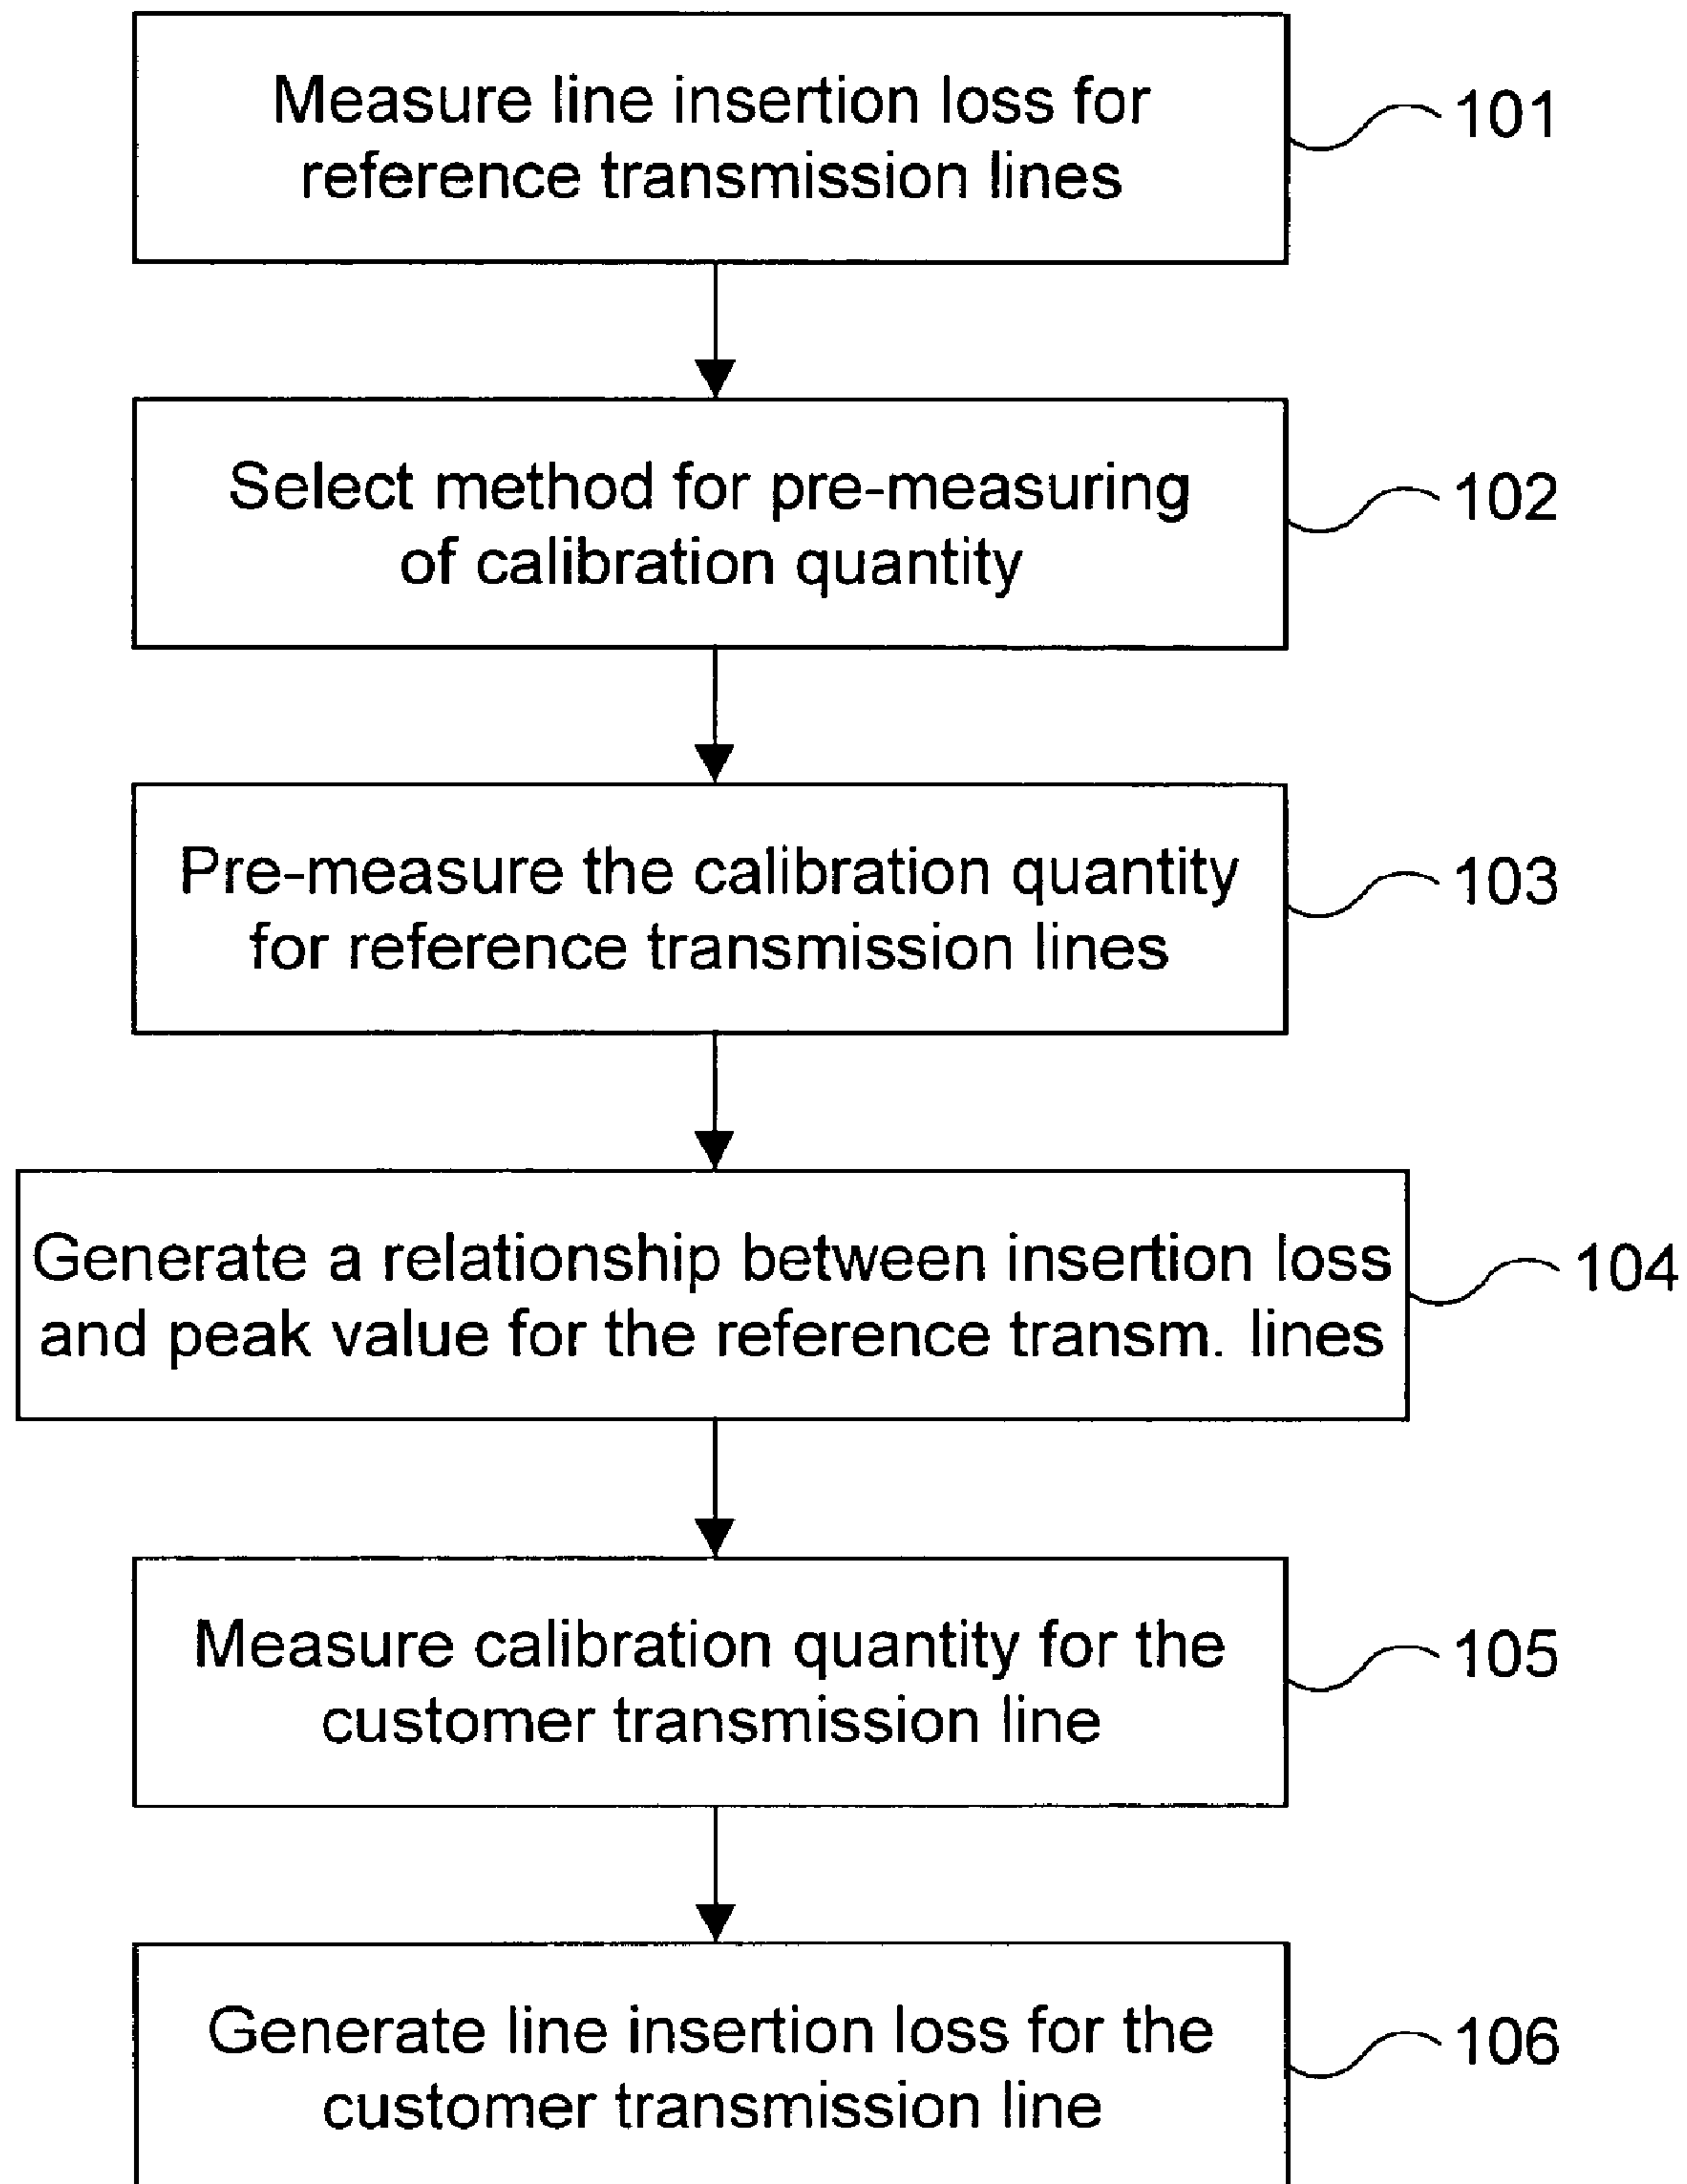 Measure line insertion loss for
reference transmission lines
101
Select method for pre-measuring
of calibration quantity
102
Pre-measure the calibration quantity
for reference transmission lines
103
Generate a relationship between insertion loss
and peak value for the reference transm. lines
104
Measure calibration quantity for the
customer transmission line
105
Generate line insertion loss for the
customer transmission line
106